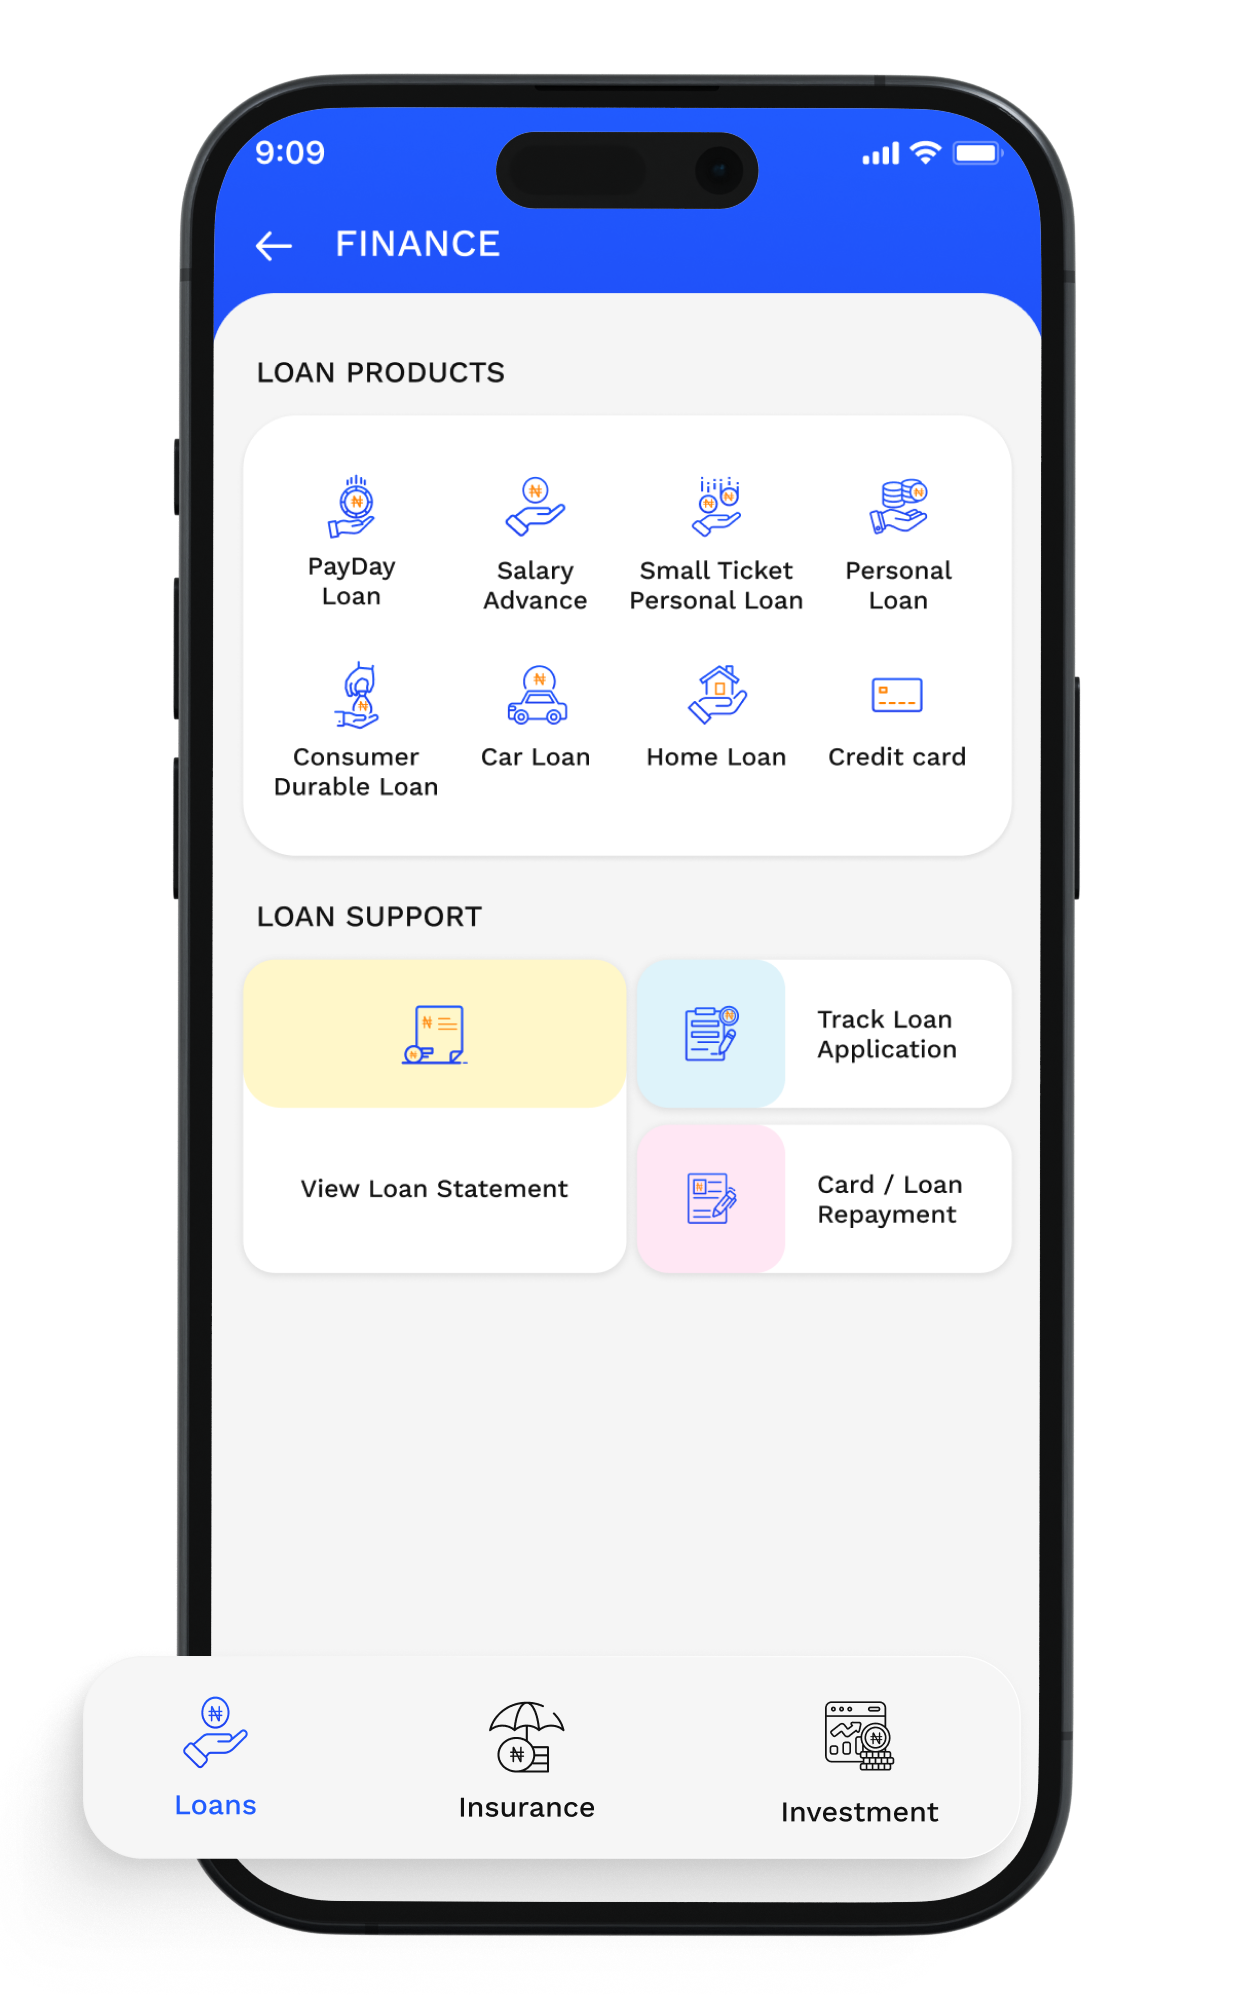 9:09
FINANCE
LOAN PRODUCTS
PayDay
Loan
Salary
Advance
Small Ticket
Personal Loan
Personal
Loan
Consumer
Durable Loan
Car Loan
Home Loan
Credit card
LOAN SUPPORT
View Loan Statement
Track Loan
Application
Card / Loan
Repayment
Loans
Insurance
Investment